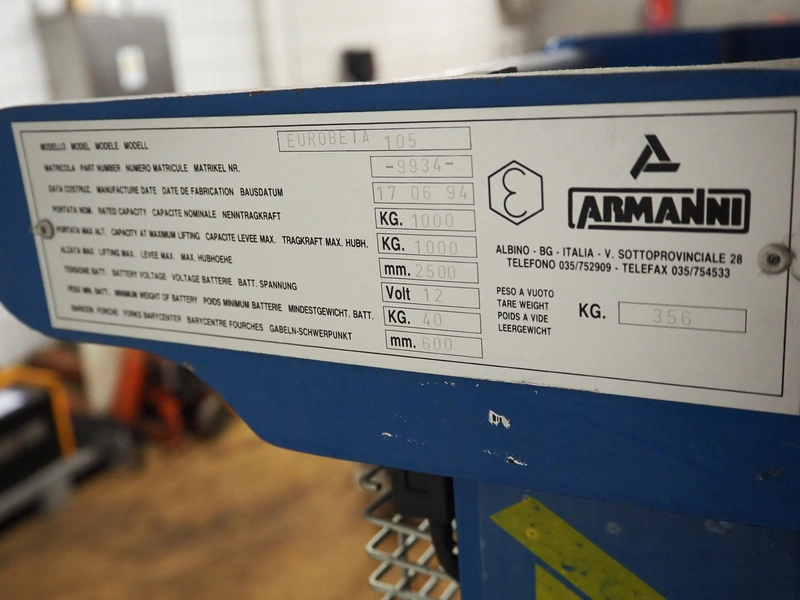 MODELLO MODEL MODELE MODELL EUROBETA 105
MATRICOLA PART NUMBER NUMERO MATRICULE MATRIKEL NR. -9934-
DATA COSTRUZ. MANUFACTURE DATE DATE DE FABRICATION BAUSDATUM 17 06 94
PORTATA NOM. RATED CAPACITY CAPACITE NOMINALE NENNTRAGKRAFT KG. 1000
PORTATA MAX ALT. CAPACITY AT MAXIMUM LIFTING CAPACITE LEVEE MAX. TRAGKRAFT MAX. HUBH. KG. 1000
ALZATA MAX. LIFTING MAX. LEVEE MAX. MAX HUBHOEHE mm. 2500
TENSIONE BATT. BATTERY VOLTAGE VOLTAGE BATTERIE BATT. SPANNUNG Volt 12
PESO MIN. BATT. MINIMUM WEIGHT OF BATTERY POIDS MINIMUM BATTERIE MINDESTGEWICHT. BATT. KG. 40
BARICEN. FORCHE FORKS BARYCENTER BARYCENTRE FOURCHES GABELN-SCHWERPUNKT mm. 600
ARMANNI
ALBINO - BG - ITALIA - V. SOTTOPROVINCIALE 28
TELEFONO 035/752909 - TELEFAX 035/754533
PESO A VUOTO
TARE WEIGHT
POIDS A VIDE
LEERGEWICHT
KG. 356